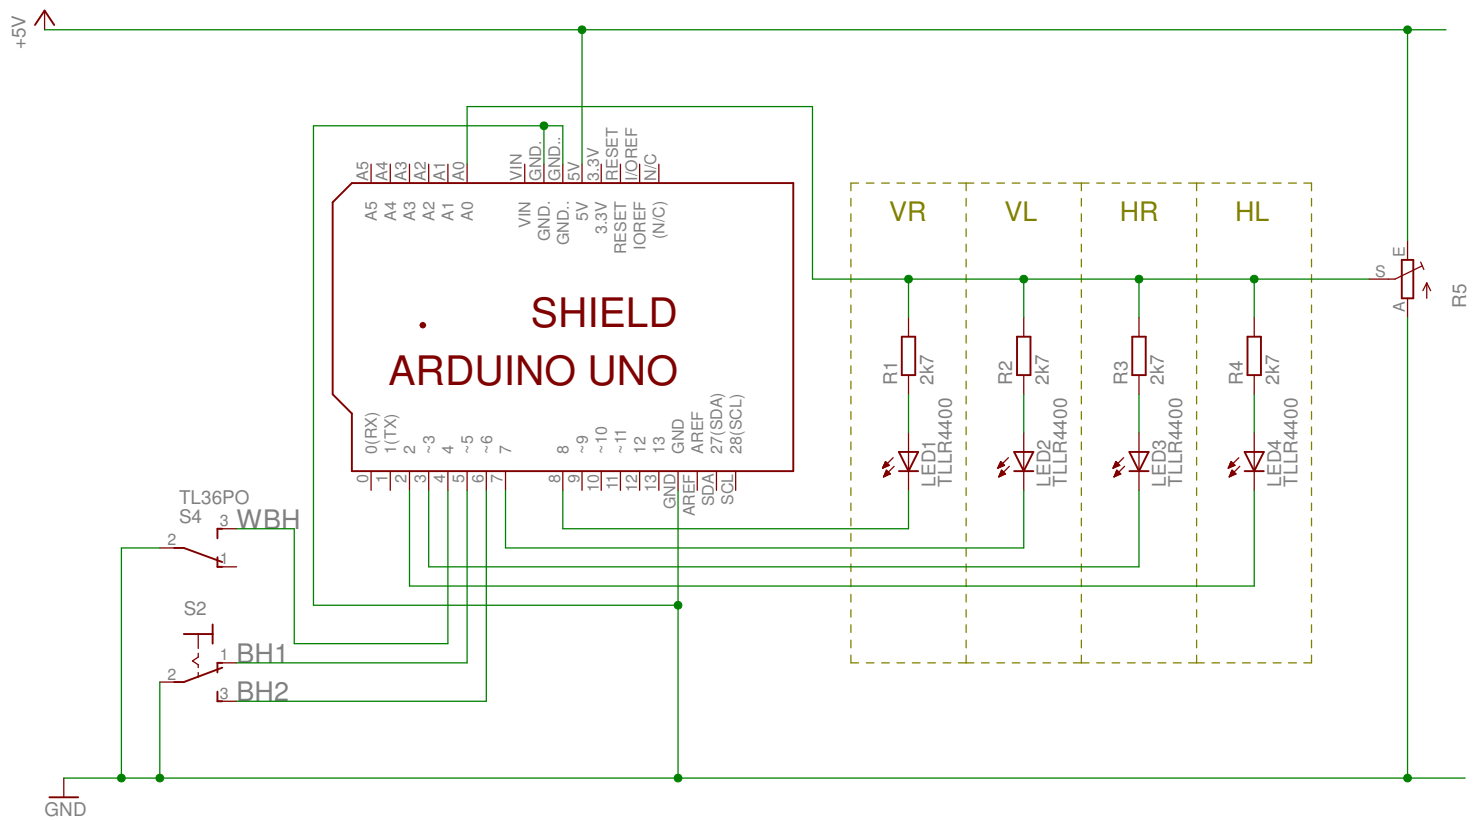 +5V
A5
A4
A3
A2
A1
A0
VIN
GND.
GND..
5V
3.3V
RESET
I/OREF
N/C
A5
A4
A3
A2
A1
A0
VIN
GND.
GND..
5V
3.3V
RESET
IOREF
(N/C)
SHIELD
ARDUINO UNO
0(RX)
1(TX)
2
~3
4
~5
~6
7
8
~9
~10
~11
12
13
GND
AREF
27(SDA)
28(SCL)
0
1
2
3
4
5
6
7
8
9
10
11
12
13
GND
AREF
SDA
SCL
VR
VL
HR
HL
R1
2k7
R2
2k7
R3
2k7
R4
2k7
LED1
TLLR4400
LED2
TLLR4400
LED3
TLLR4400
LED4
TLLR4400
E
S
A
R5
TL36PO
S4
3
WBH
2
1
S2
1
BH1
2
3
BH2
GND